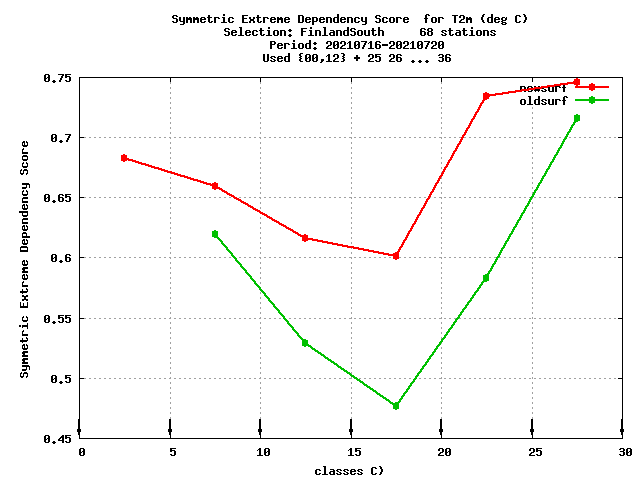 Symmetric Extreme Dependency Score for T2m (deg C)
Selection: FinlandSouth 68 stations
Period: 20210716-20210720
Used {00,12} + 25 26 ... 36
0.75
0.7
0.65
0.6
0.55
0.5
0.45
Symmetric Extreme Dependency Score
newsurf
oldsurf
0 5 10 15 20 25 30
classes C)